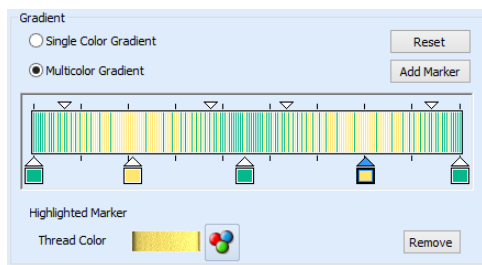 Gradient
Single Color Gradient
Reset
Multicolor Gradient
Add Marker
Highlighted Marker
Thread Color
Remove